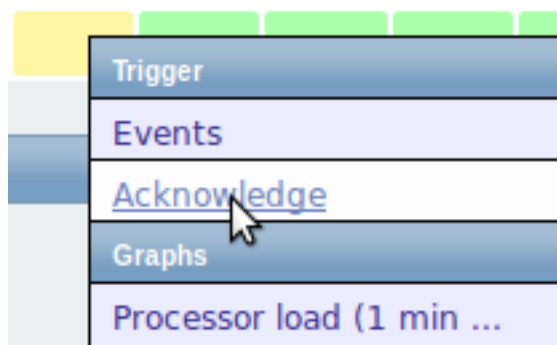 Trigger
Events
Acknowledge
Graphs
Processor load (1 min ...